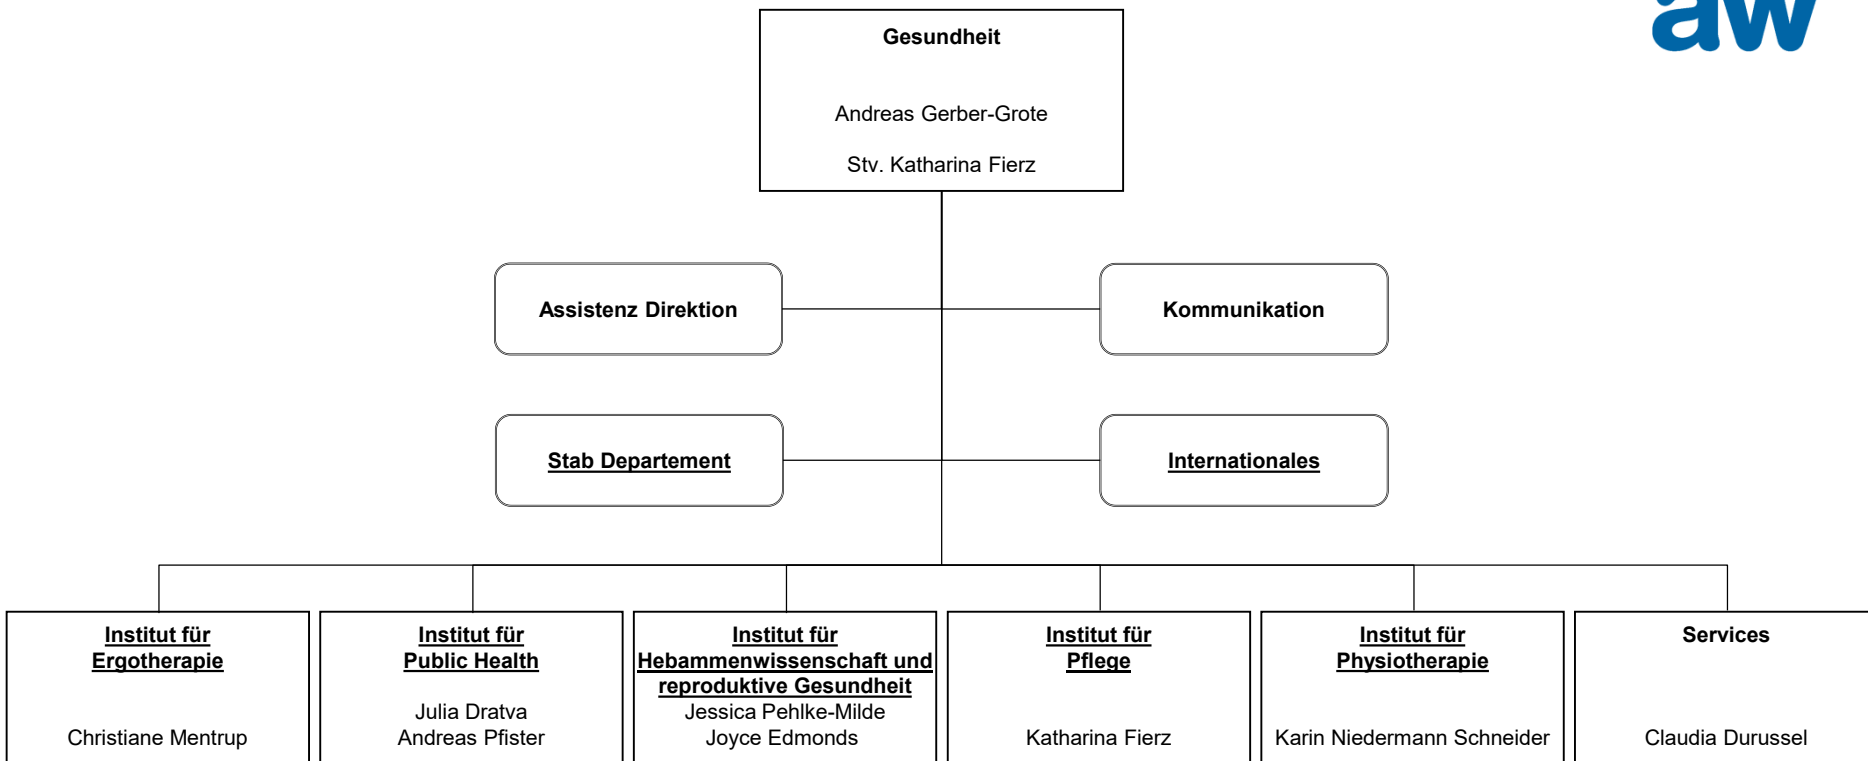 aw
Gesundheit
Andreas Gerber-Grote
Stv. Katharina Fierz
Assistenz Direktion
Kommunikation
Stab Departement
Internationales
Institut für
Ergotherapie
Christiane Mentrup
Institut für
Public Health
Julia Dratva
Andreas Pfister
Institut für
Hebammenwissenschaft und
reproduktive Gesundheit
Jessica Pehlke-Milde
Joyce Edmonds
Institut für
Pflege
Katharina Fierz
Institut für
Physiotherapie
Karin Niedermann Schneider
Services
Claudia Durussel